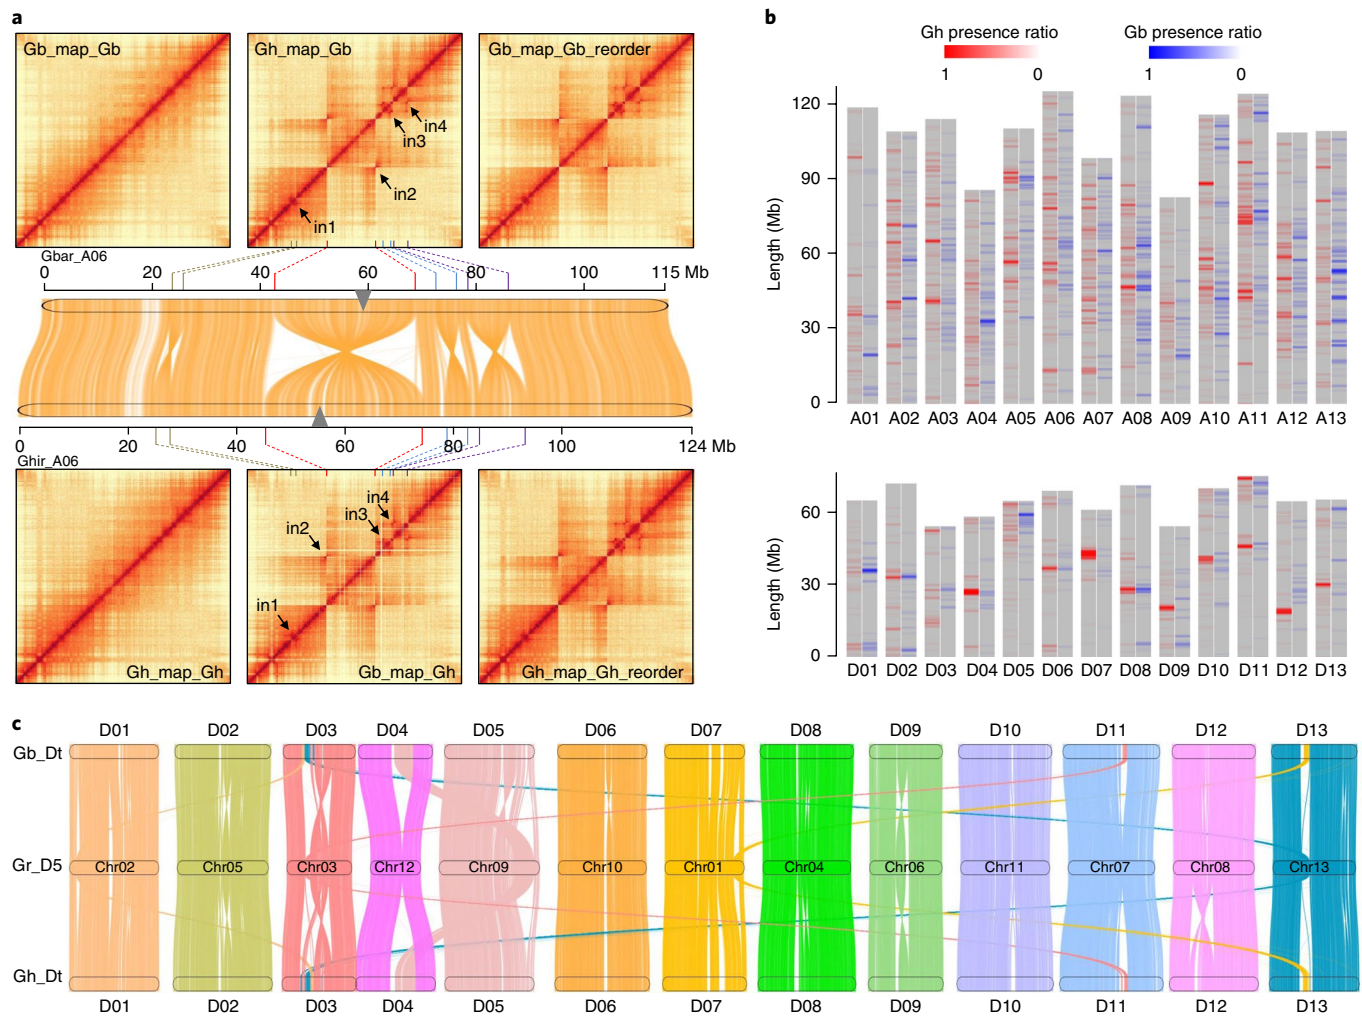 a
Gb_map_Gb
Gh_map_Gb
Gb_map_Gb_reorder
in4
in3
in2
in1
Gbar_A06
0 20 40 60 80 100 115 Mb
0 20 40 60 80 100 124 Mb
Ghir_A06
in4
in3
in2
in1
Gh_map_Gh
Gb_map_Gh
Gh_map_Gh_reorder
b
Gh presence ratio
1 0
Gb presence ratio
1 0
Length (Mb)
120
90
60
30
0
A01 A02 A03 A04 A05 A06 A07 A08 A09 A10 A11 A12 A13
Length (Mb)
60
30
0
D01 D02 D03 D04 D05 D06 D07 D08 D09 D10 D11 D12 D13
c
D01 D02 D03 D04 D05 D06 D07 D08 D09 D10 D11 D12 D13
Gb_Dt
Gr_D5 Chr02 Chr05 Chr03 Chr12 Chr09 Chr10 Chr01 Chr04 Chr06 Chr11 Chr07 Chr08 Chr13
Gh_Dt
D01 D02 D03 D04 D05 D06 D07 D08 D09 D10 D11 D12 D13